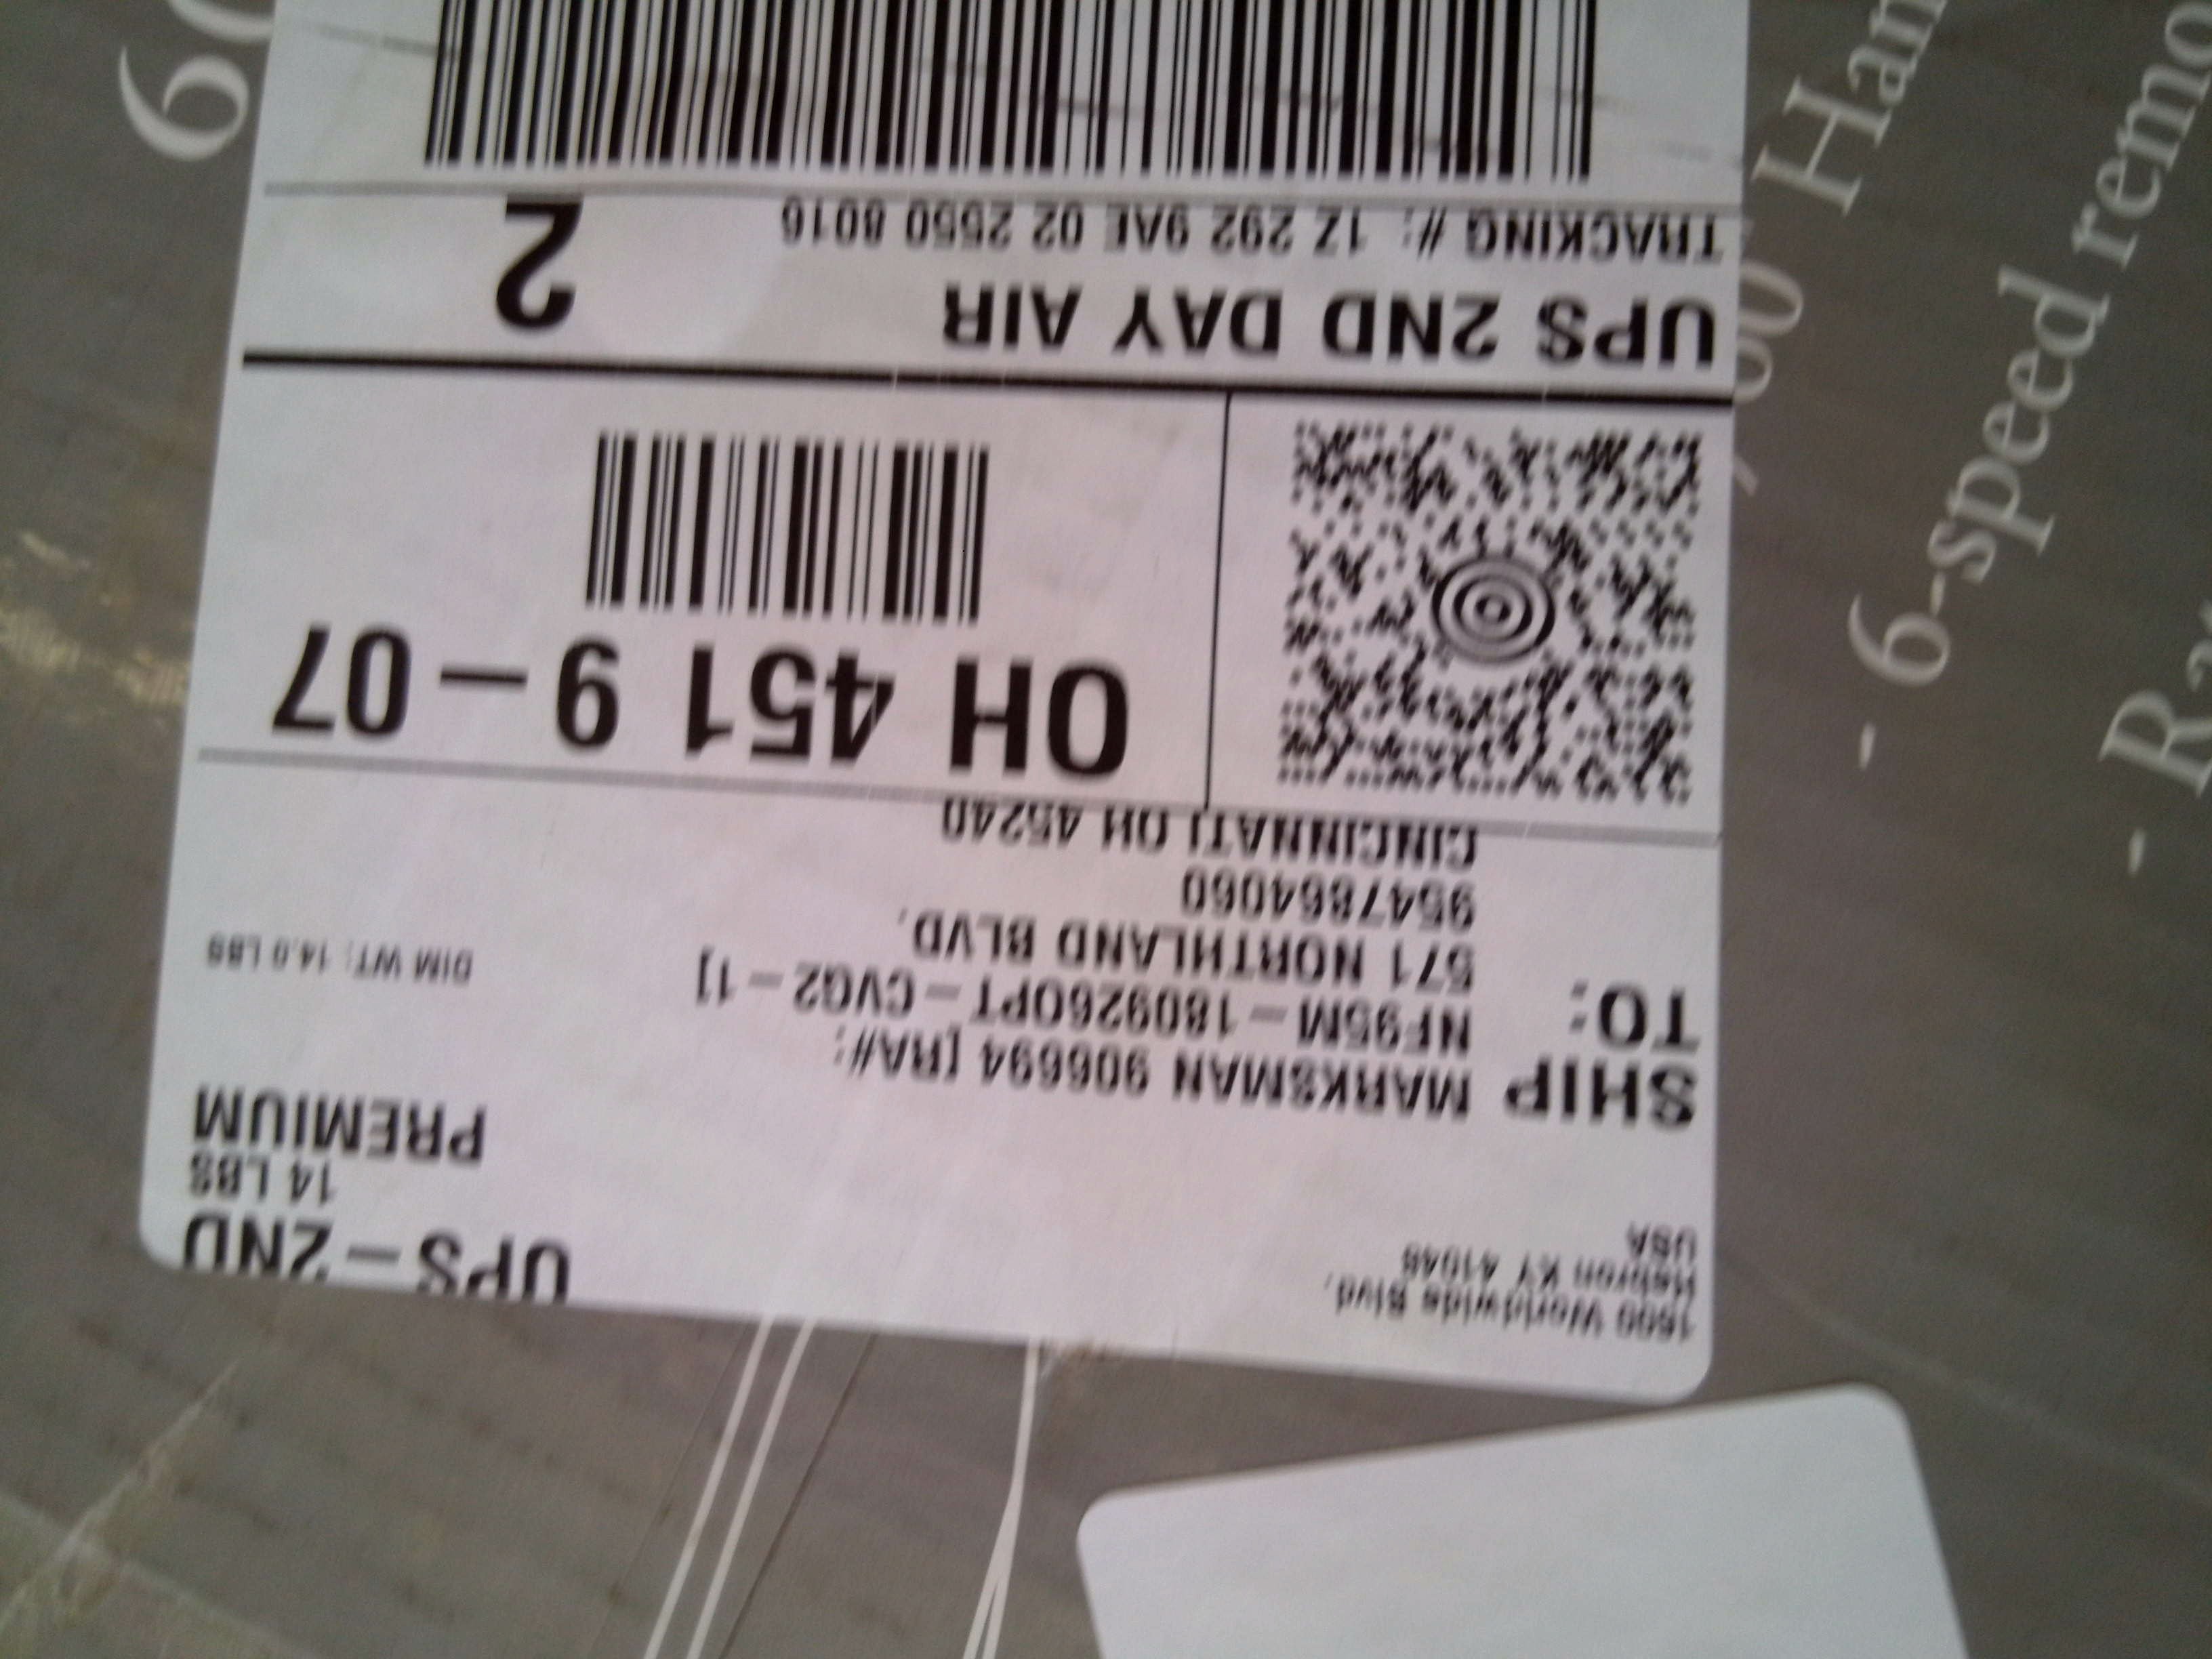 1600 Worldwide Blvd.
Hebron KY 41048
USA
UPS-2ND
14 LBS
PREMIUM
DIM WT: 14.0 LBS
SHIP
TO:
MARKSMAN 906694 [RA#:
NF95M-180926OPT-CVG2-1]
571 NORTHLAND BLVD.
9547864060
CINCINNATI OH 45240
OH 451 9-07
UPS 2ND DAY AIR
TRACKING #: 1Z 292 9AE 02 2550 8016
2
- 6-speed remo